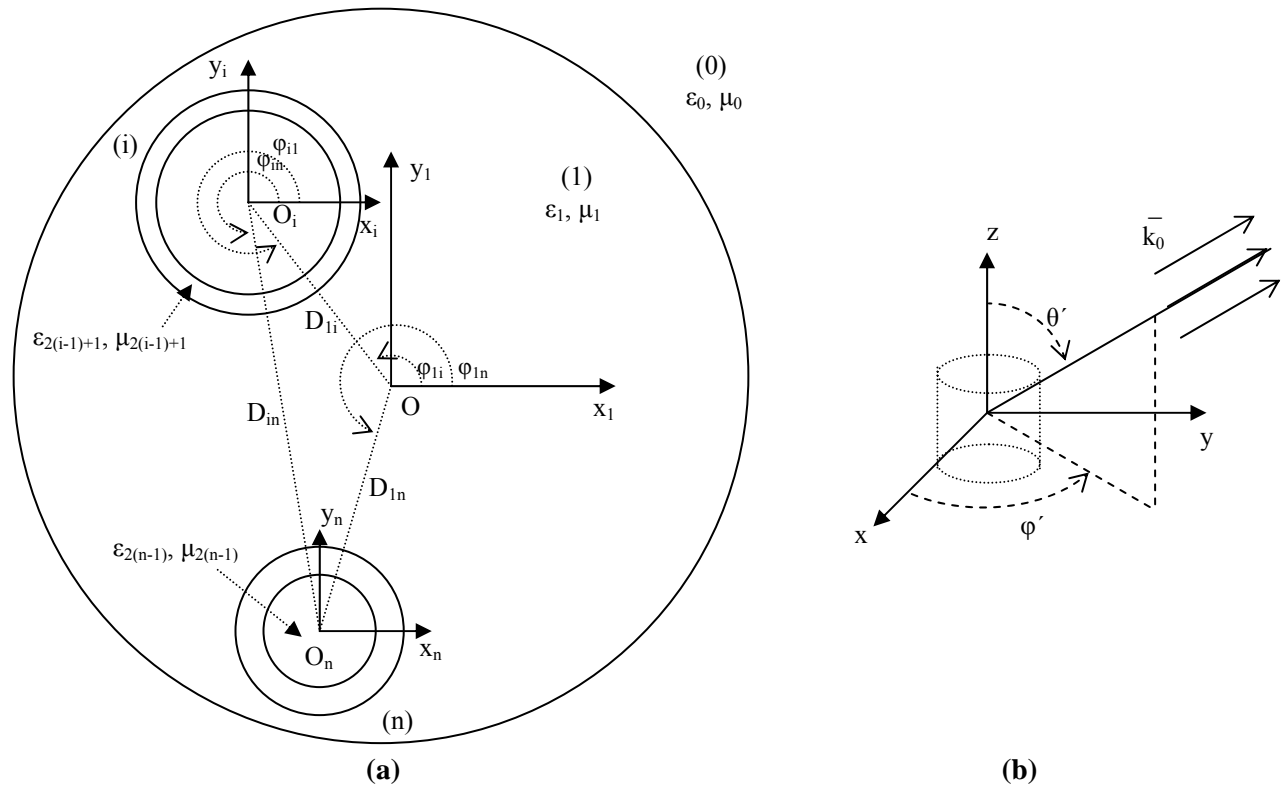 (0)
ε₀, μ₀
yᵢ
(i)
φᵢ₁
φᵢₙ
Oᵢ
xᵢ
y₁
(1)
ε₁, μ₁
ε₂₍ᵢ₋₁₎₊₁, μ₂₍ᵢ₋₁₎₊₁
D₁ᵢ
φ₁ᵢ
φ₁ₙ
O
x₁
Dᵢₙ
D₁ₙ
yₙ
ε₂₍ₙ₋₁₎, μ₂₍ₙ₋₁₎
Oₙ
xₙ
(n)
(a)
z
k̄₀
θ´
y
x
φ´
(b)